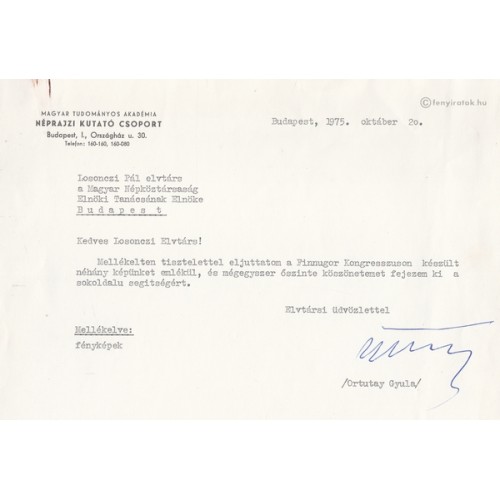 ©fenyiratok.hu
MAGYAR TUDOMÁNYOS AKADÉMIA
NÉPRAJZI KUTATÓ CSOPORT
Budapest, I., Országház u. 30.
Telefon: 160-160, 160-080
Budapest, 1975. október 20.
Losonczi Pál elvtárs
a Magyar Népköztársaság
Elnöki Tanácsának Elnöke
B u d a p e s t
Kedves Losonczi Elvtárs!
Mellékelten tisztelettel eljuttatom a Finnugor Kongresszuson készült
néhány képünket emlékül, és mégegyszer őszinte köszönetemet fejezem ki a
sokoldalu segitségért.
Elvtársi üdvözlettel
Mellékelve:
fényképek
/Ortutay Gyula/